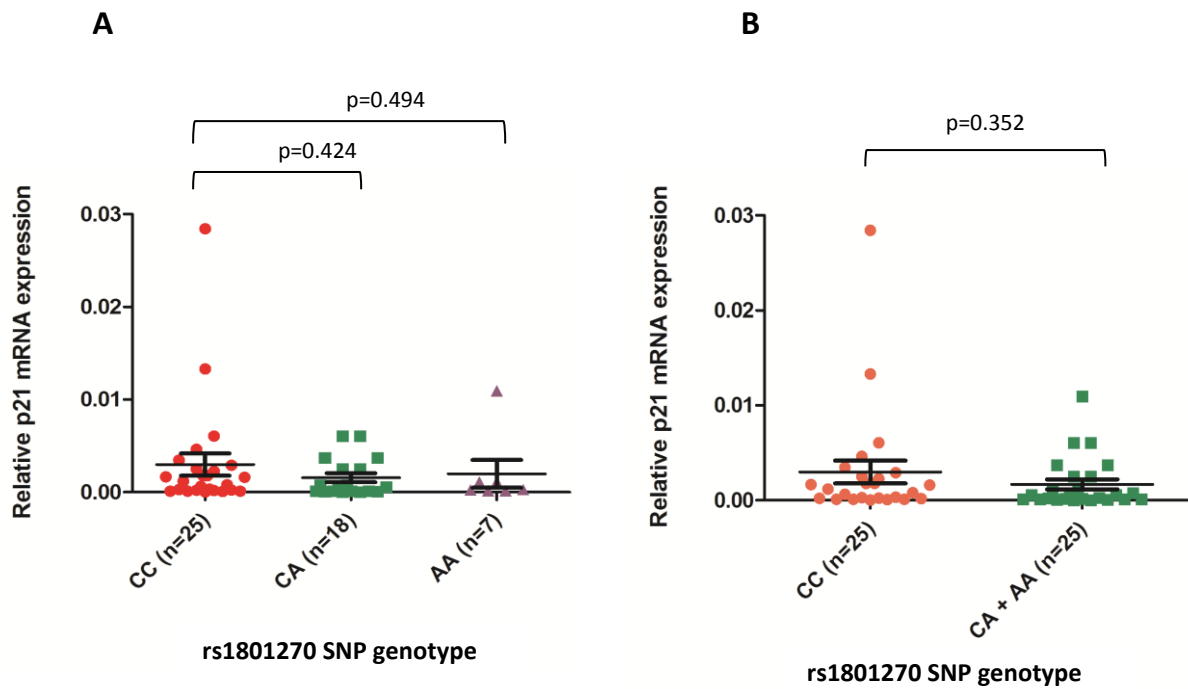 A
p=0.494
p=0.424
Relative p21 mRNA expression
0.03
0.02
0.01
0.00
CC (n=25)
CA (n=18)
AA (n=7)
rs1801270 SNP genotype
B
p=0.352
Relative p21 mRNA expression
0.03
0.02
0.01
0.00
CC (n=25)
CA + AA (n=25)
rs1801270 SNP genotype